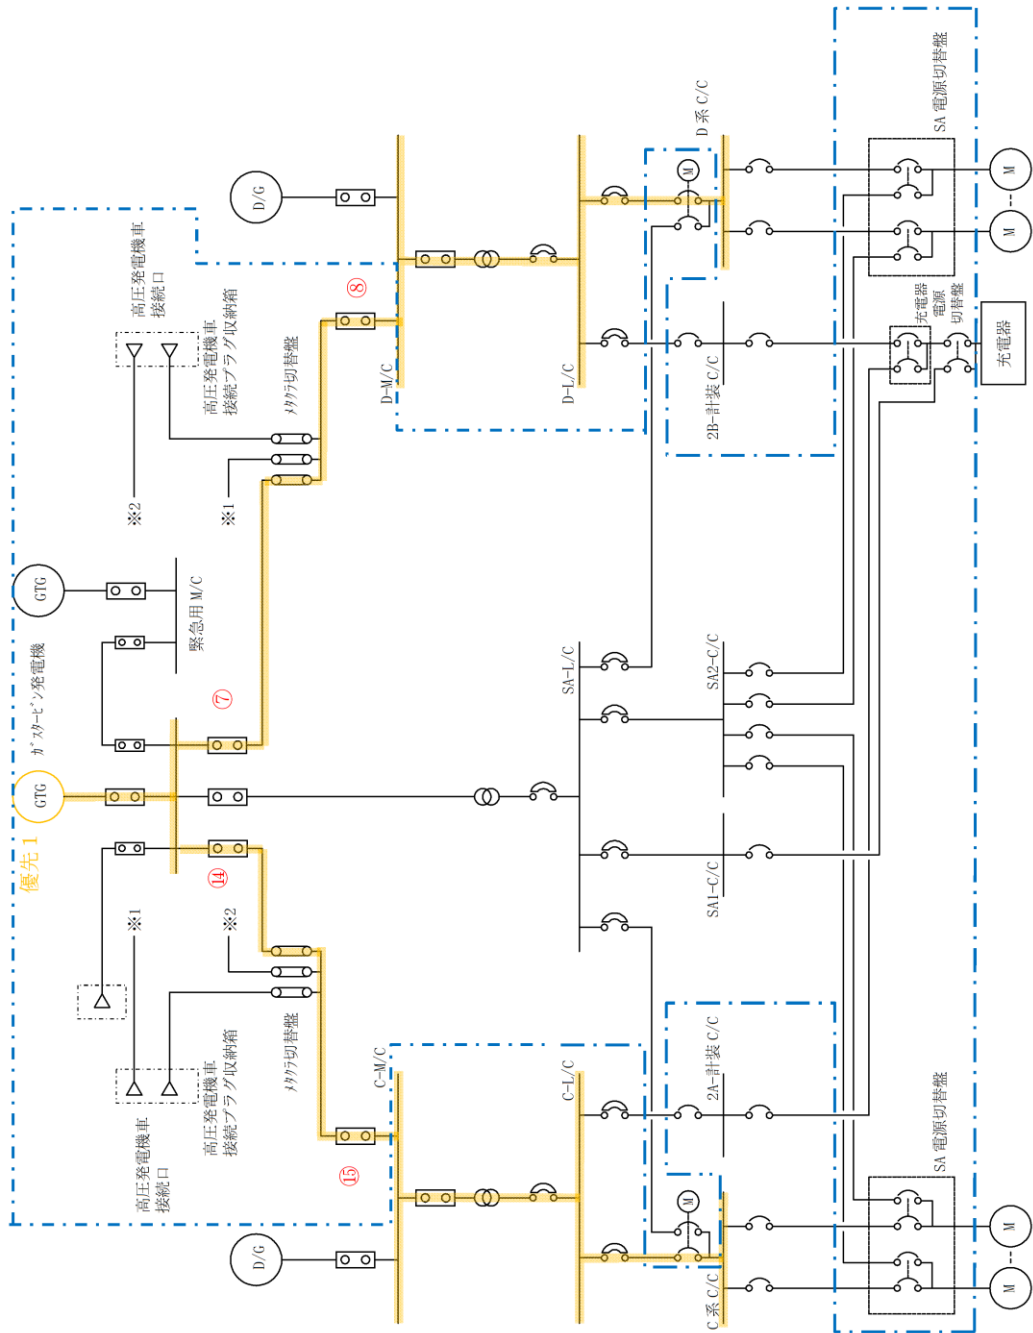 D/G
高圧発電機車
接続口
高圧発電機車
接続プラグ収納箱
※2
※1
メタクラ切替盤
⑧
D-M/C
D-L/C
D系 C/C
M
2B-計装 C/C
SA 電源切替盤
充電器
電源
切替盤
充電器
M
M
GTG
緊急用 M/C
ガスタービン発電機
⑦
GTG
優先1
⑭
SA-L/C
SA2-C/C
SA1-C/C
※1
※2
高圧発電機車
接続口
高圧発電機車
接続プラグ収納箱
メタクラ切替盤
⑮
C-M/C
C-L/C
2A-計装 C/C
M
C系 C/C
D/G
SA 電源切替盤
M
M